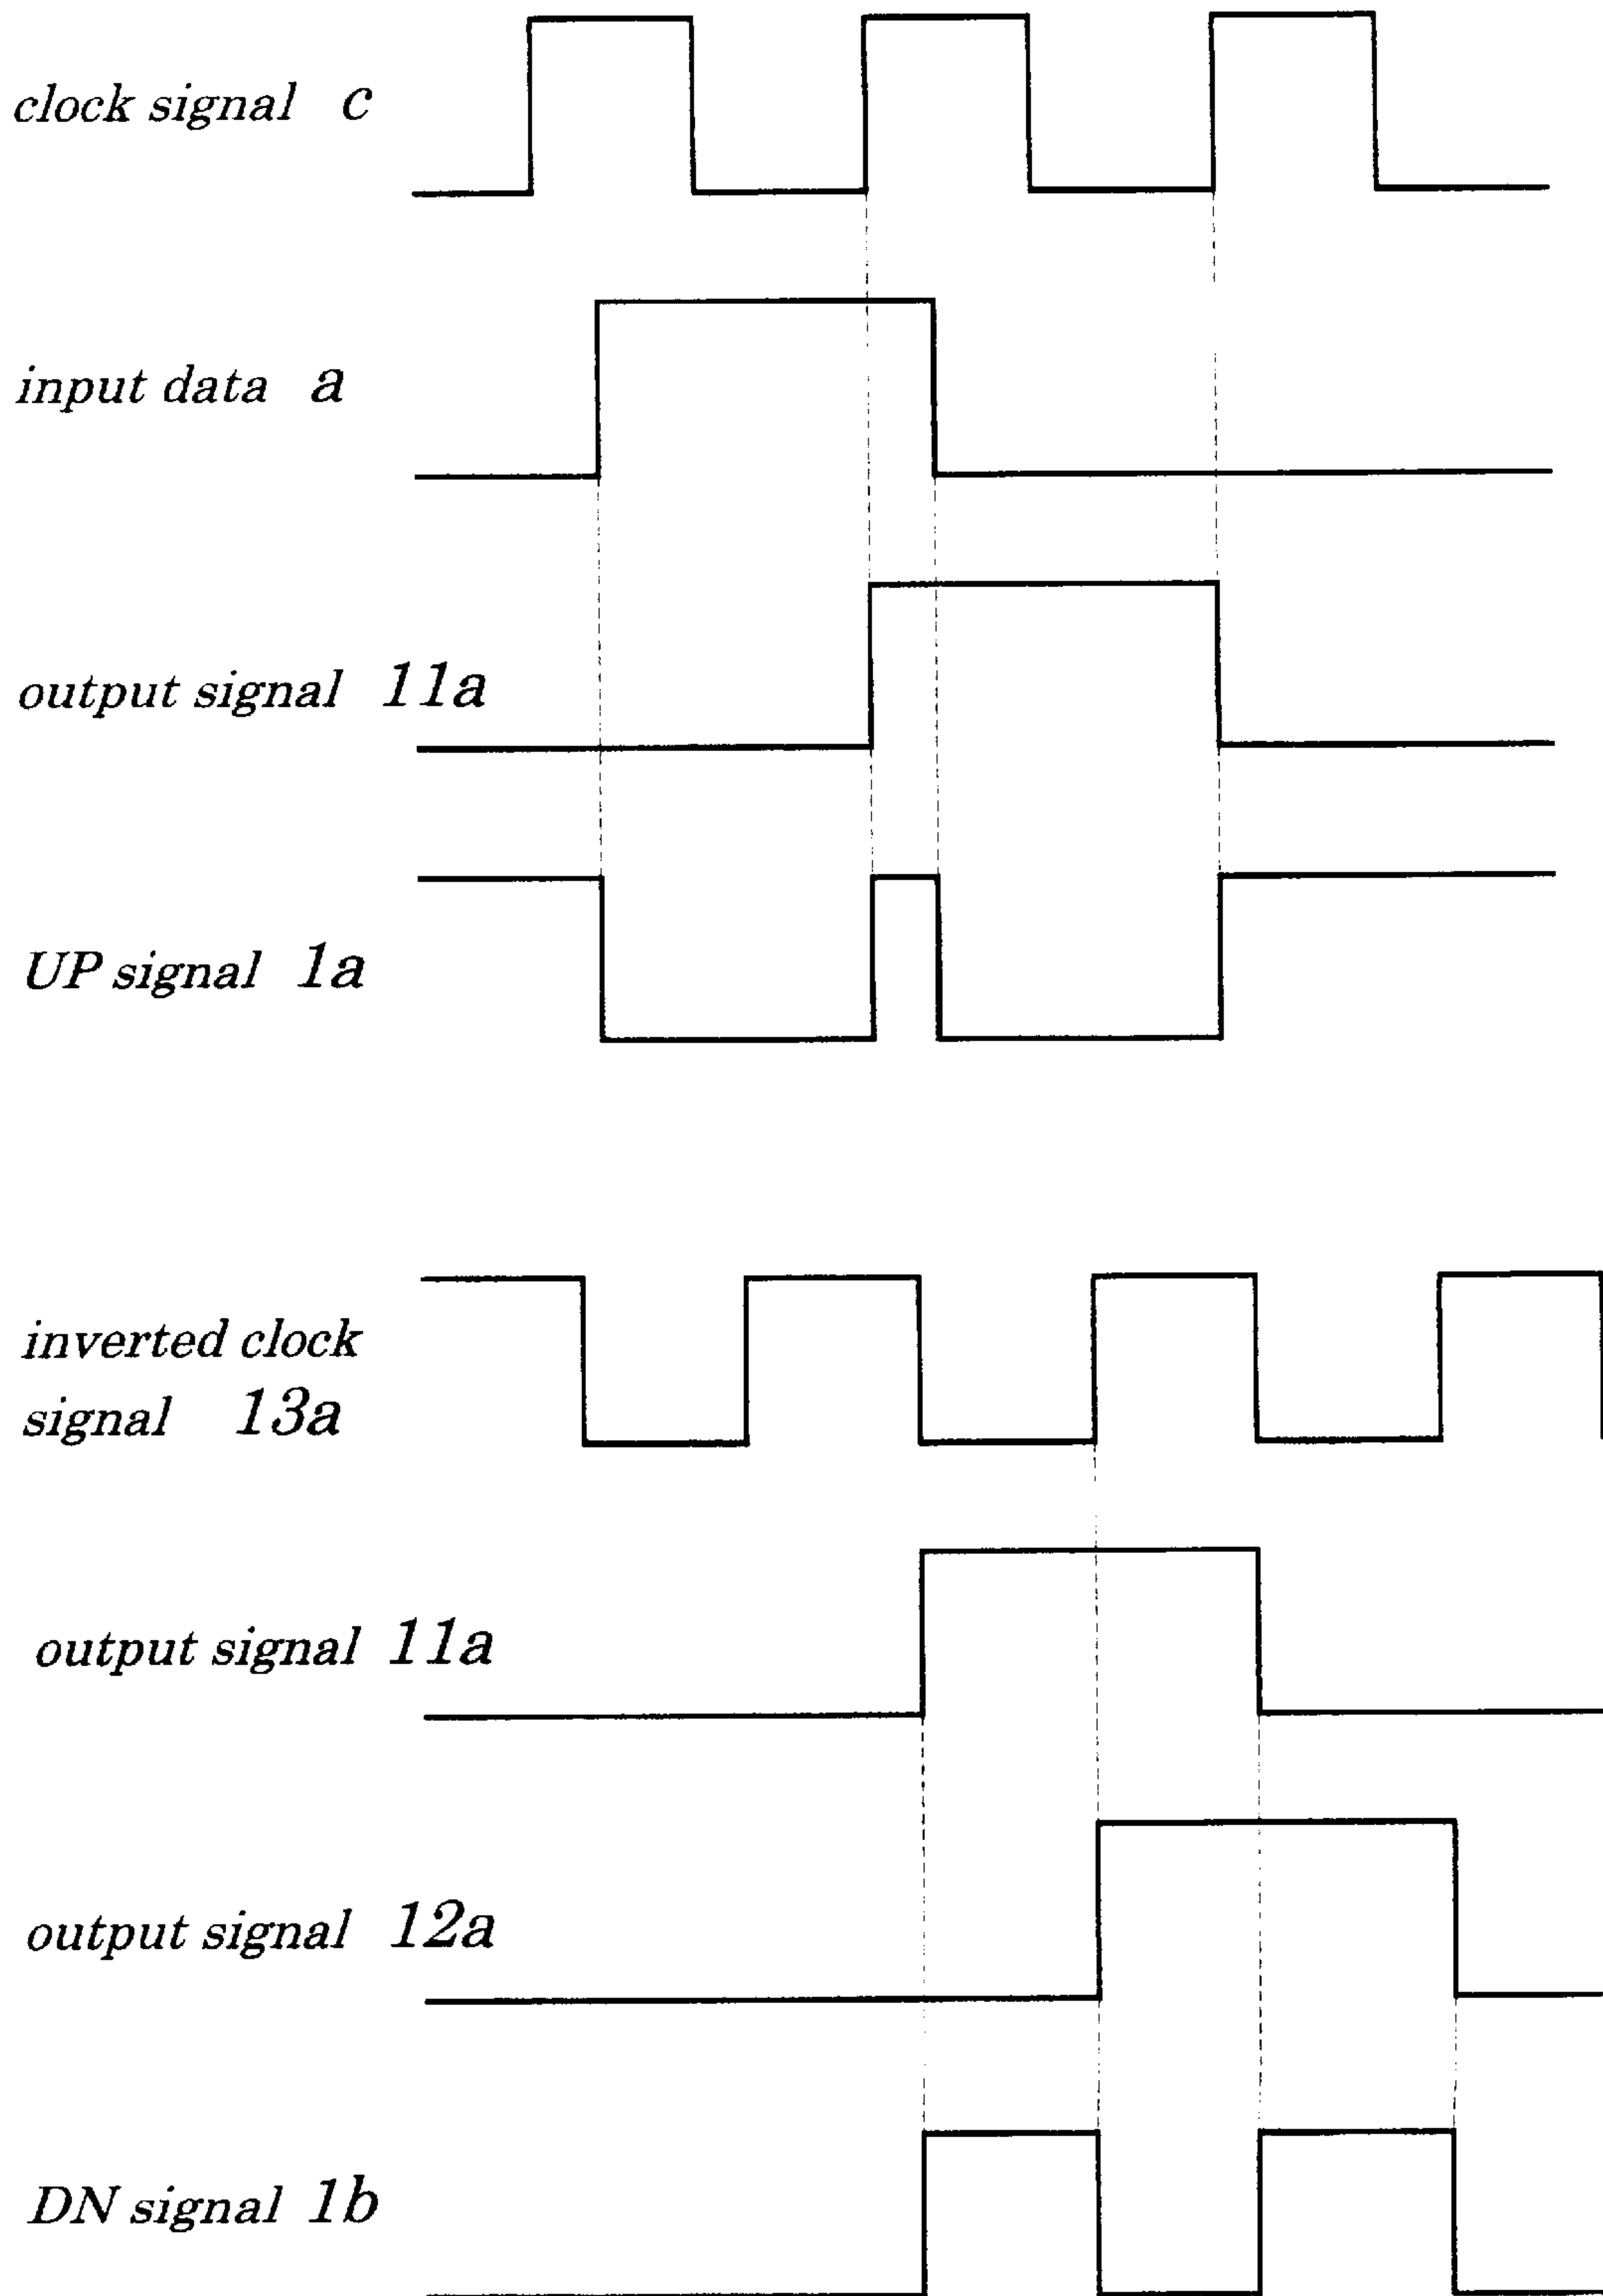 clock signal c
input data a
output signal 11a
UP signal 1a
inverted clock
signal 13a
output signal 11a
output signal 12a
DN signal 1b